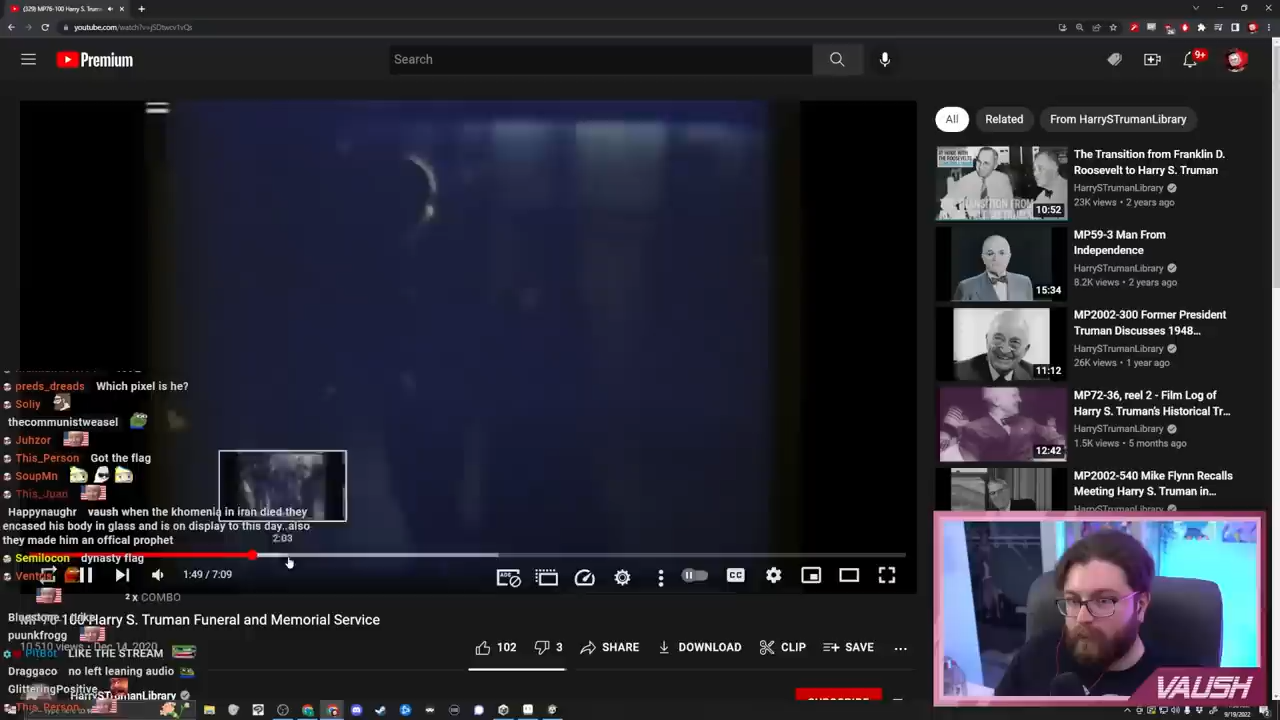 (329) MP76-100 Harry S. Trum
youtube.com/watch?v=jSDtwcv1vQs
Premium
Search
9+
All
Related
From HarrySTrumanLibrary
The Transition from Franklin D.
Roosevelt to Harry S. Truman
HarrySTrumanLibrary
23K views • 2 years ago
10:52
MP59-3 Man From
Independence
HarrySTrumanLibrary
8.2K views • 2 years ago
15:34
MP2002-300 Former President
Truman Discusses 1948...
HarrySTrumanLibrary
26K views • 1 year ago
11:12
MP72-36, reel 2 - Film Log of
Harry S. Truman's Historical Tr...
HarrySTrumanLibrary
1.5K views • 5 months ago
12:42
MP2002-540 Mike Flynn Recalls
Meeting Harry S. Truman in...
HarrySTrumanLibrary
preds_dreads Which pixel is he?
Soliy
thecommunistweasel
Juhzor
This_Person Got the flag
SoupMn
This_Juan
Happynaughr vaush when the khomenia in iran died they
encased his body in glass and is on display to this day..also
they made him an offical prophet
2:03
Semilocon dynasty flag
1:49 / 7:09
CC
2 x COMBO
Harry S. Truman Funeral and Memorial Service
puunkfrogg
10,510 views • Dec 14, 2020
102
3
SHARE
DOWNLOAD
CLIP
SAVE
PitBot LIKE THE STREAM
Draggaco no left leaning audio
GlitteringPositive
HarrySTrumanLibrary
This_Person
SUBSCRIBE
VAUSH
9/19/2022